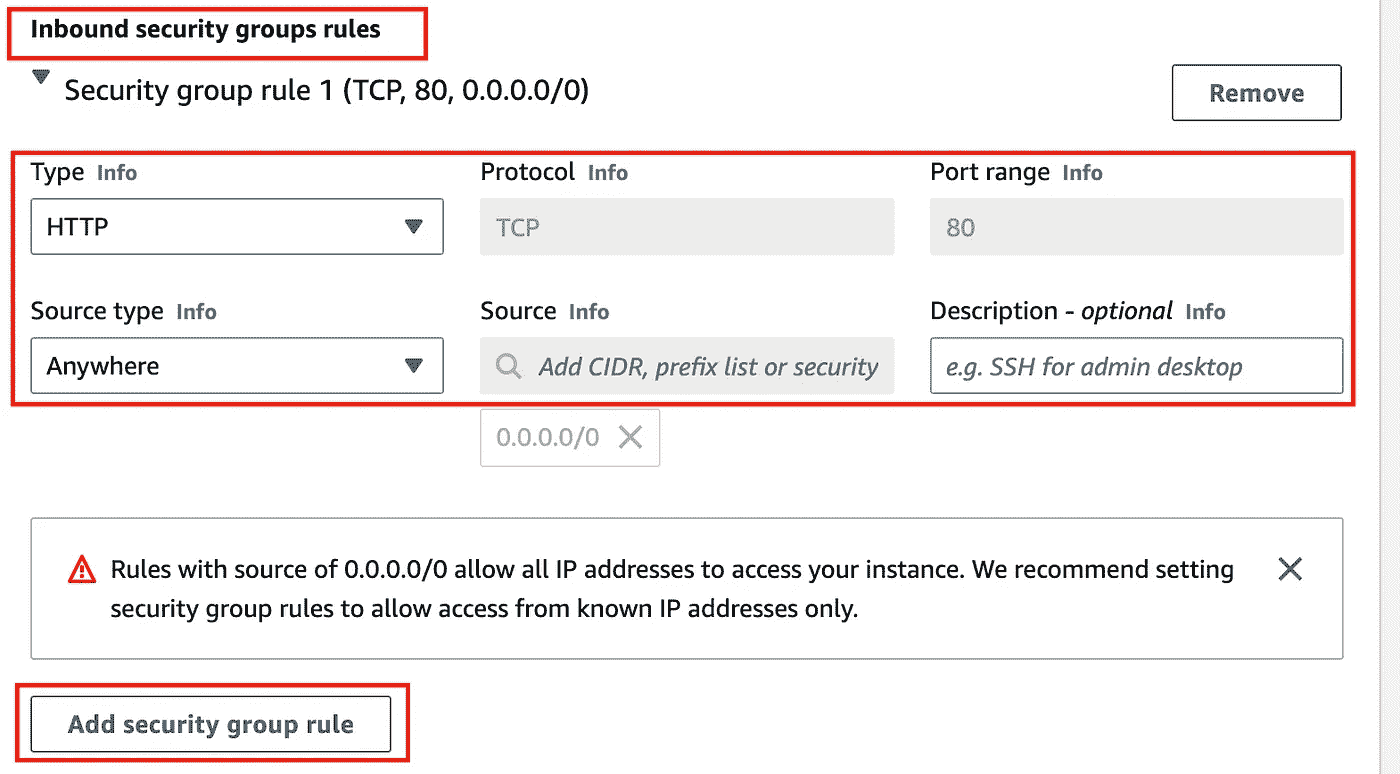 Inbound security groups rules
Security group rule 1 (TCP, 80, 0.0.0.0/0)
Remove
Type Info
Protocol Info
Port range Info
HTTP
TCP
80
Source type Info
Source Info
Description - optional Info
Anywhere
Add CIDR, prefix list or security
e.g. SSH for admin desktop
0.0.0.0/0
Rules with source of 0.0.0.0/0 allow all IP addresses to access your instance. We recommend setting
security group rules to allow access from known IP addresses only.
Add security group rule